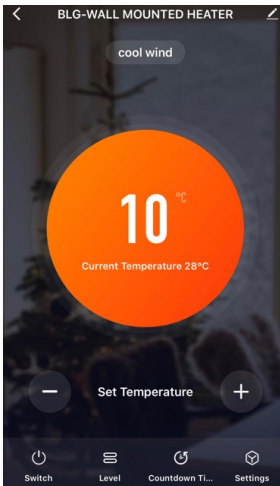 BLG-WALL MOUNTED HEATER
cool wind
10 °C
Current Temperature 28°C
Set Temperature
Switch Level Countdown Ti... Settings